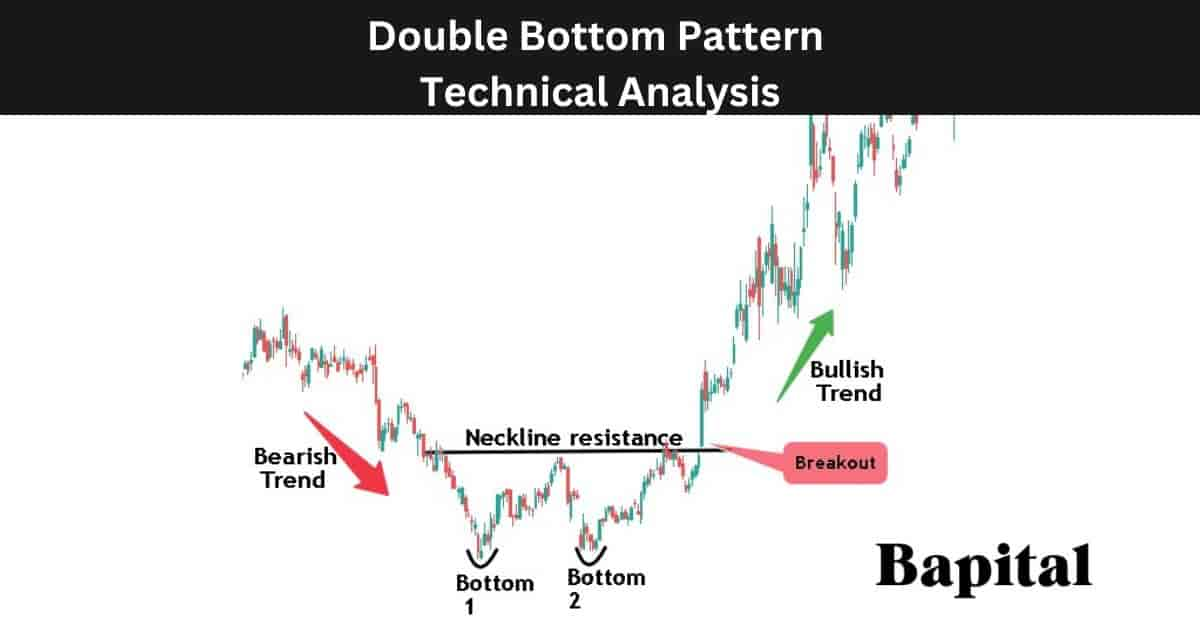 Double Bottom Pattern
Technical Analysis
Bullish
Trend
Neckline resistance
Bearish
Trend
Breakout
Bottom
1
Bottom
2
Bapital